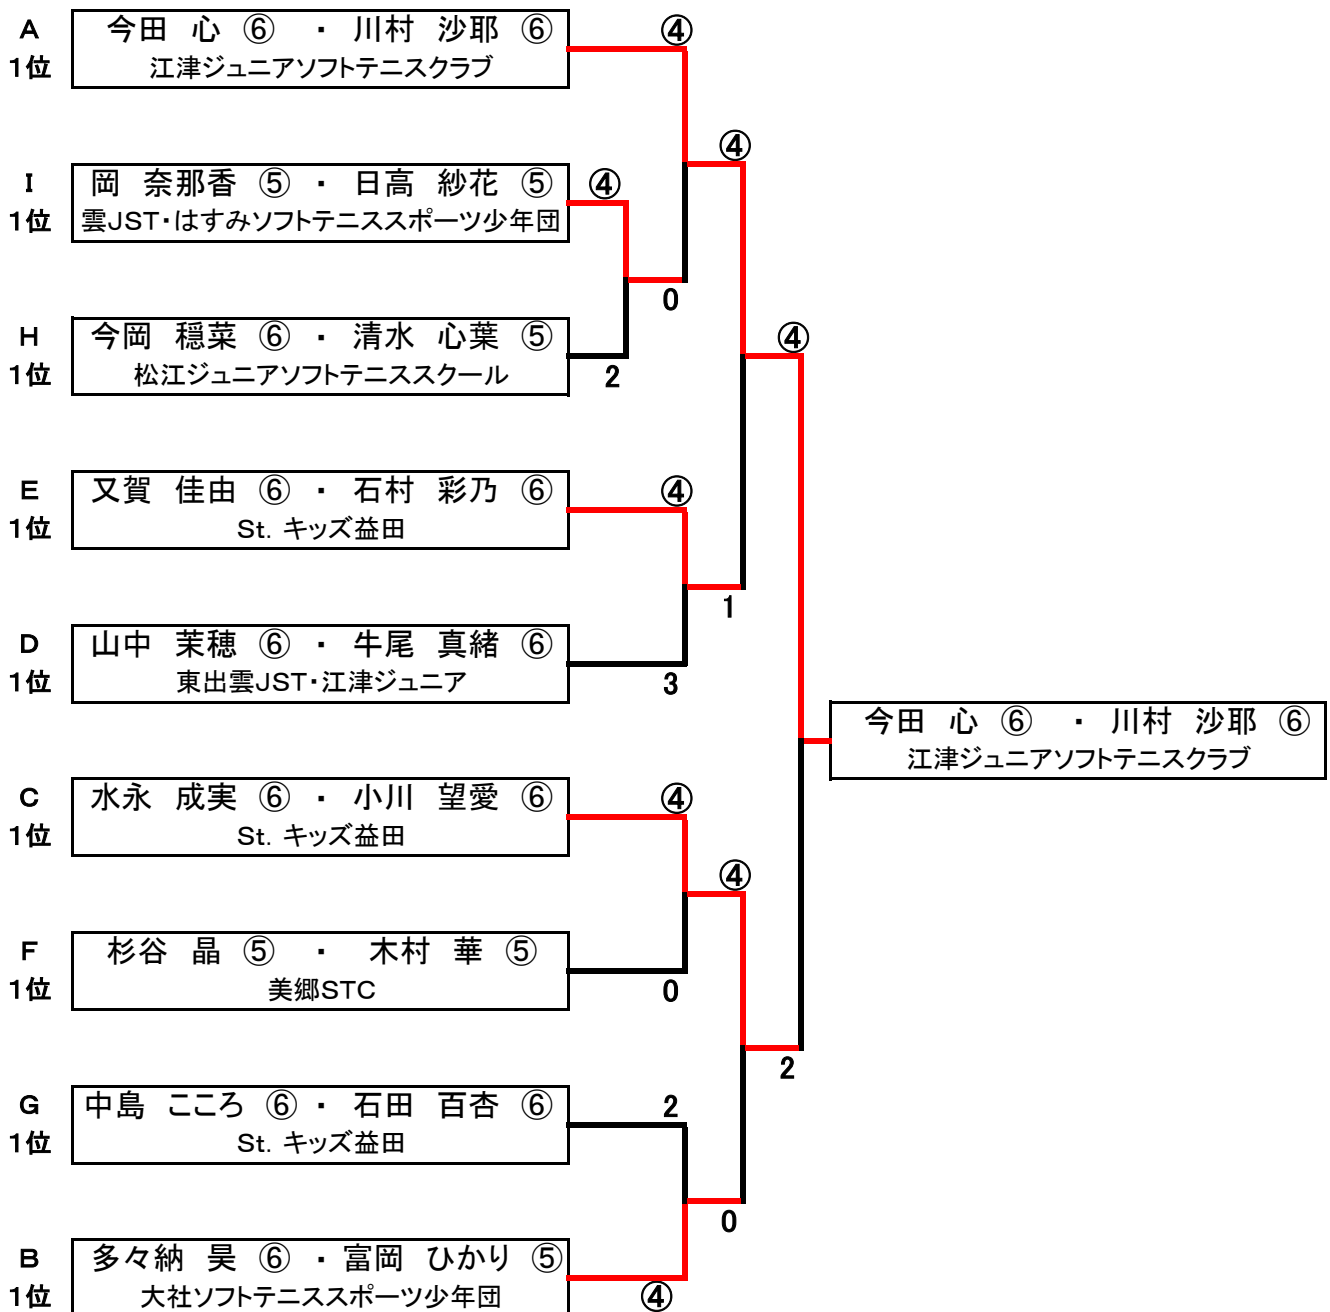 A
今田 心 ⑥ ・ 川村 沙耶 ⑥
④
1位
江津ジュニアソフトテニスクラブ
④
I
岡 奈那香 ⑤ ・ 日高 紗花 ⑤
④
1位
雲JST・はすみソフトテニススポーツ少年団
0
H
今岡 穏菜 ⑥ ・ 清水 心葉 ⑤
④
1位
松江ジュニアソフトテニススクール
2
E
又賀 佳由 ⑥ ・ 石村 彩乃 ⑥
④
1位
St. キッズ益田
1
D
山中 茉穂 ⑥ ・ 牛尾 真緒 ⑥
1位
東出雲JST・江津ジュニア
3
今田 心 ⑥ ・ 川村 沙耶 ⑥
江津ジュニアソフトテニスクラブ
C
水永 成実 ⑥ ・ 小川 望愛 ⑥
④
1位
St. キッズ益田
④
F
杉谷 晶 ⑤ ・ 木村 華 ⑤
1位
美郷STC
0
2
G
中島 こころ ⑥ ・ 石田 百杏 ⑥
2
1位
St. キッズ益田
0
B
多々納 昊 ⑥ ・ 富岡 ひかり ⑤
1位
大社ソフトテニススポーツ少年団
④